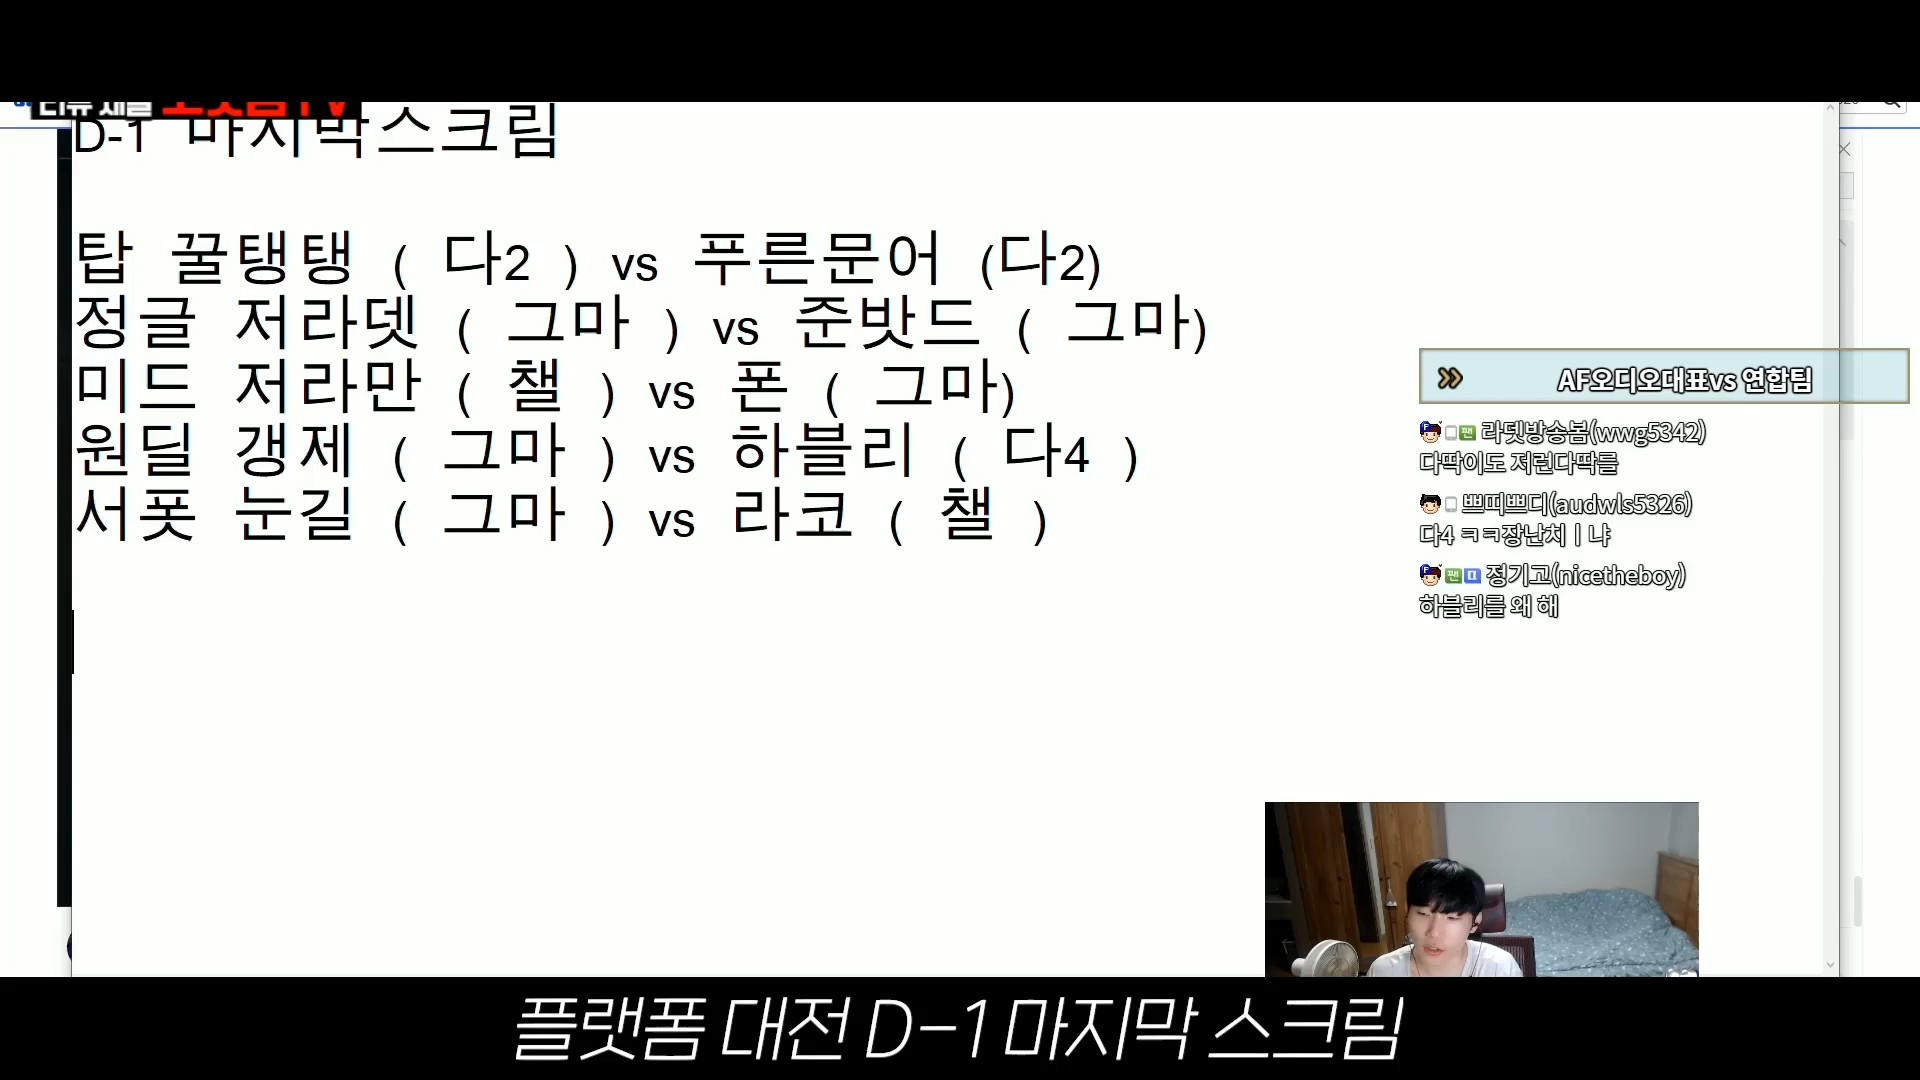 D-1 마지막스크림
탑 꿀탱탱 ( 다2 ) vs 푸른문어 (다2)
정글 저라뎃 ( 그마 ) vs 준밧드 ( 그마)
미드 저라만 ( 챌 ) vs 폰 ( 그마)
원딜 갱제 ( 그마 ) vs 하블리 ( 다4 )
서폿 눈길 ( 그마 ) vs 라코 ( 챌 )
AF오디오대표vs 연합팀
팬 라뎃방송봄(wwg5342)
다딱이도 저런다딱를
쁘띠쁘디(audwls5326)
다4 ㅋㅋ장난치ㅣ냐
팬 정기고(nicetheboy)
하블리를 왜 해
플랫폼 대전 D-1 마지막 스크림